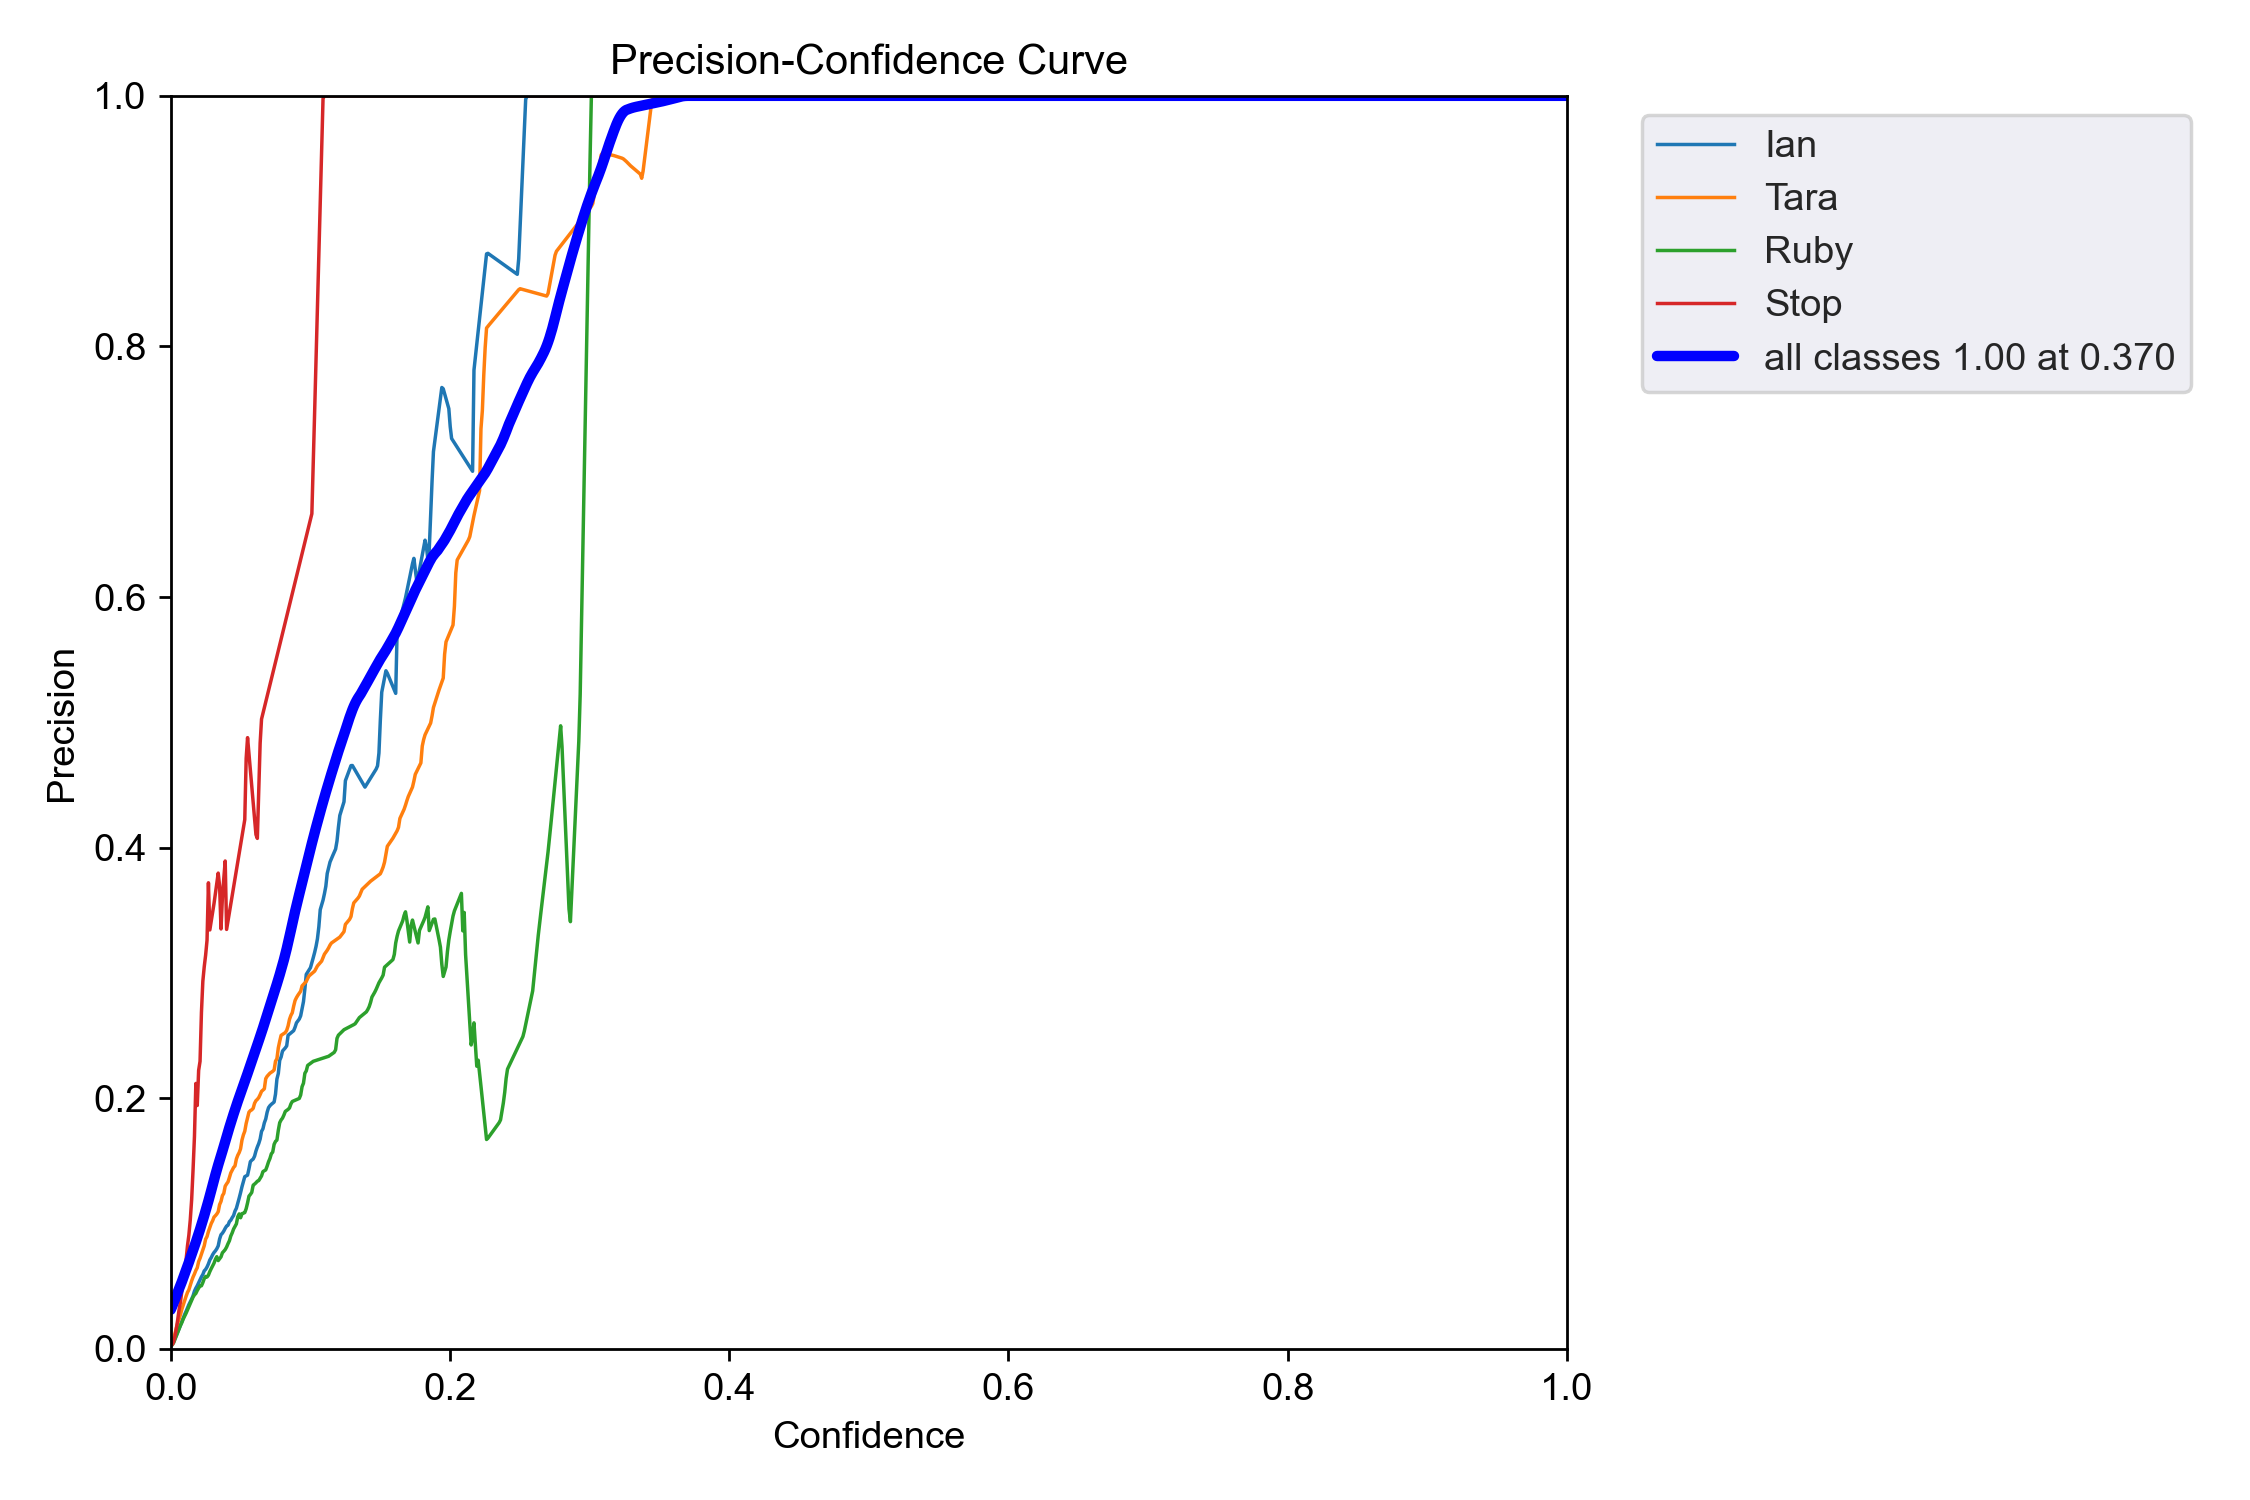 Precision-Confidence Curve
1.0
0.8
0.6
0.4
0.2
0.0
Precision
0.0 0.2 0.4 0.6 0.8 1.0
Confidence
Ian
Tara
Ruby
Stop
all classes 1.00 at 0.370